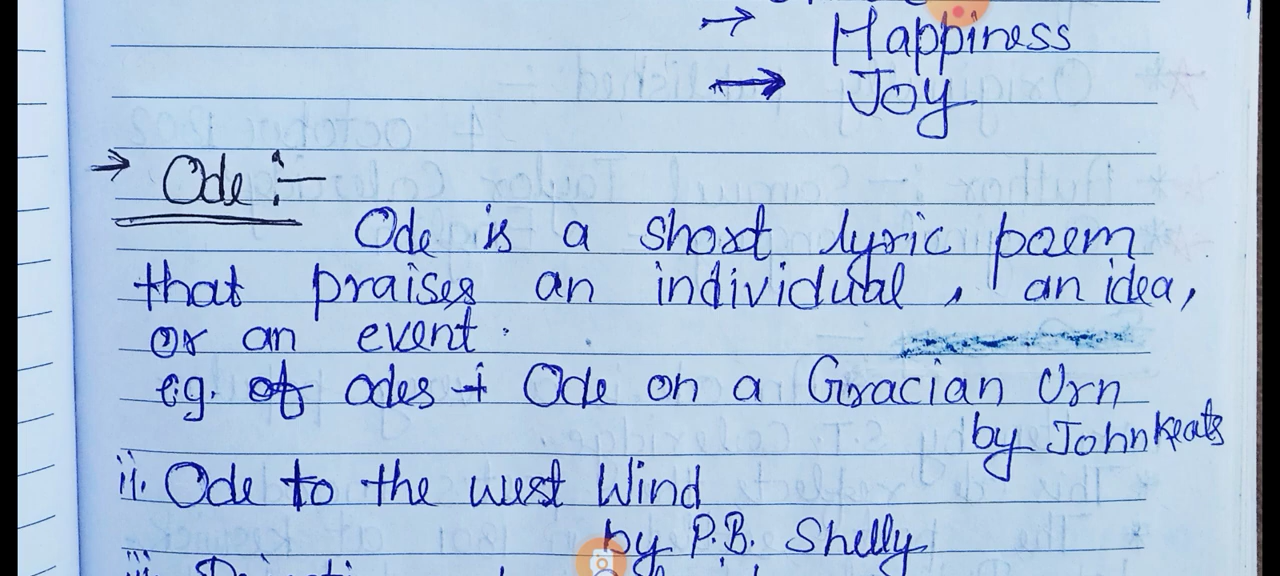 → Happiness
→ Joy
→ Ode :-
Ode is a short lyric poem
that praises an individual, an idea,
or an event.
e.g. of odes → Ode on a Gracian Urn
by John Keats
ii. Ode to the west Wind
by P.B. Shelly
iii.